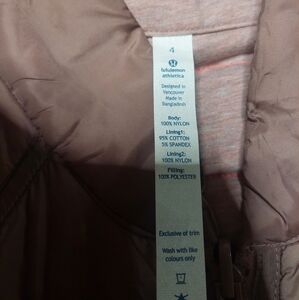 4
lululemon
athletica
Designed in
Vancouver
Made in
Bangladesh
Body:
100% NYLON
Lining1:
95% COTTON
5% SPANDEX
Lining2:
100% NYLON
Filling:
100% POLYESTER
Exclusive of trim
Wash with like
colours only